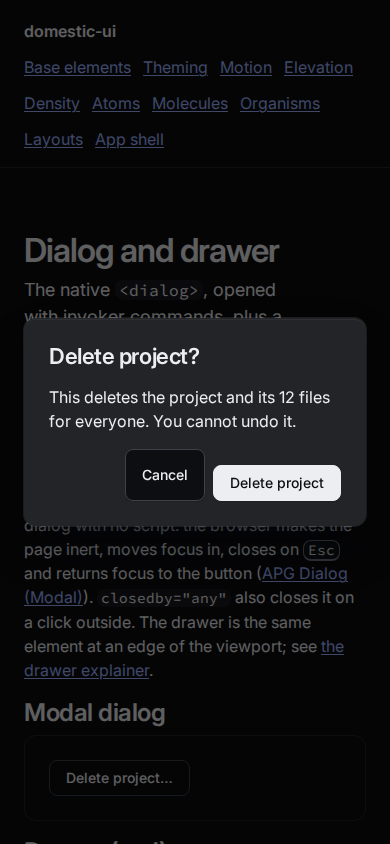 domestic-ui
Base elements Theming Motion Elevation
Density Atoms Molecules Organisms
Layouts App shell
Dialog and drawer
The native <dialog>, opened
with invoker commands, plus a
Delete project?
This deletes the project and its 12 files
for everyone. You cannot undo it.
Cancel Delete project
dialog with no script: the browser makes the
page inert, moves focus in, closes on Esc
and returns focus to the button (APG Dialog
(Modal)). closedby="any" also closes it on
a click outside. The drawer is the same
element at an edge of the viewport; see the
drawer explainer.
Modal dialog
Delete project…